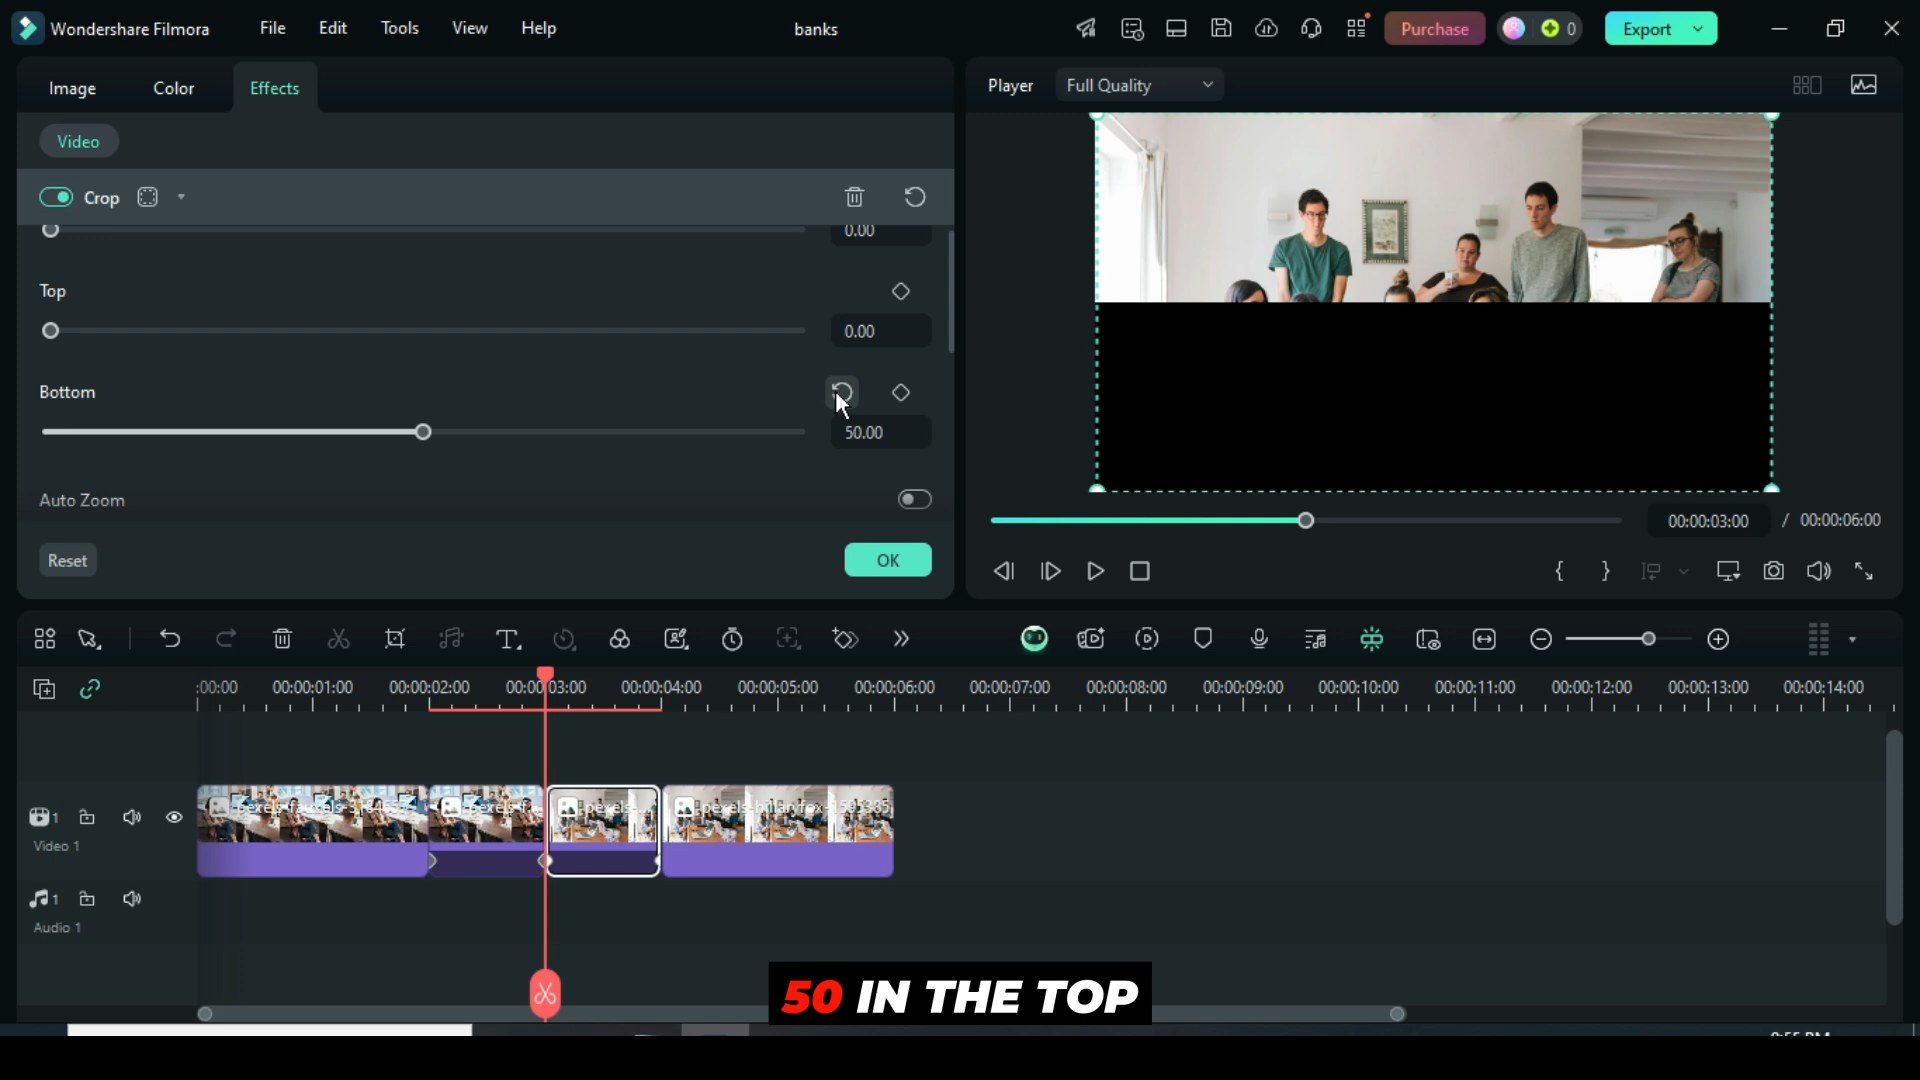 Wondershare Filmora
File
Edit
Tools
View
Help
banks
Purchase
0
Export
Image
Color
Effects
Player
Full Quality
Video
Crop
0.00
Top
0.00
Bottom
50.00
Auto Zoom
Reset
OK
00:00:03:00 / 00:00:06:00
:00:00 00:00:01:00 00:00:02:00 00:00:03:00 00:00:04:00 00:00:05:00 00:00:06:00 00:00:07:00 00:00:08:00 00:00:09:00 00:00:10:00 00:00:11:00 00:00:12:00 00:00:13:00 00:00:14:00
1
pexels-f...
pexels-...
Video 1
1
Audio 1
50 IN THE TOP